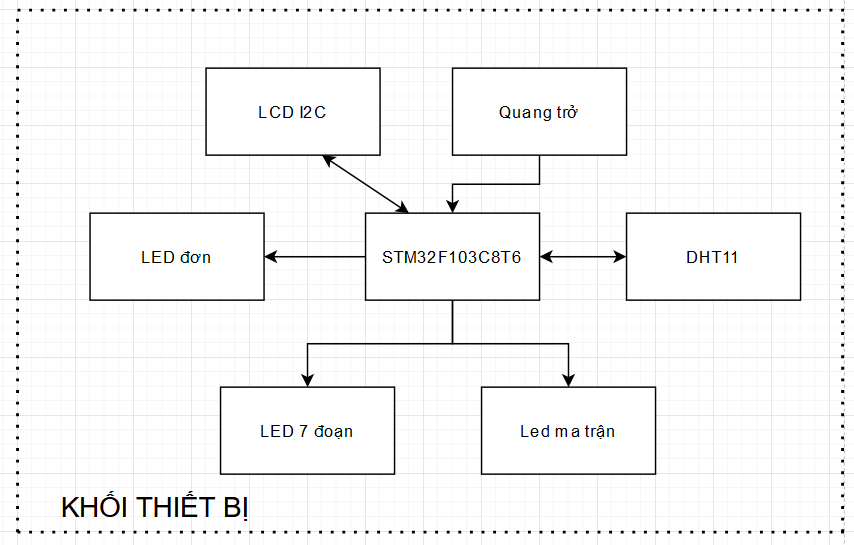 LCD I2C
Quang trở
LED đơn
STM32F103C8T6
DHT11
LED 7 đoạn
Led ma trận
KHỐI THIẾT BỊ